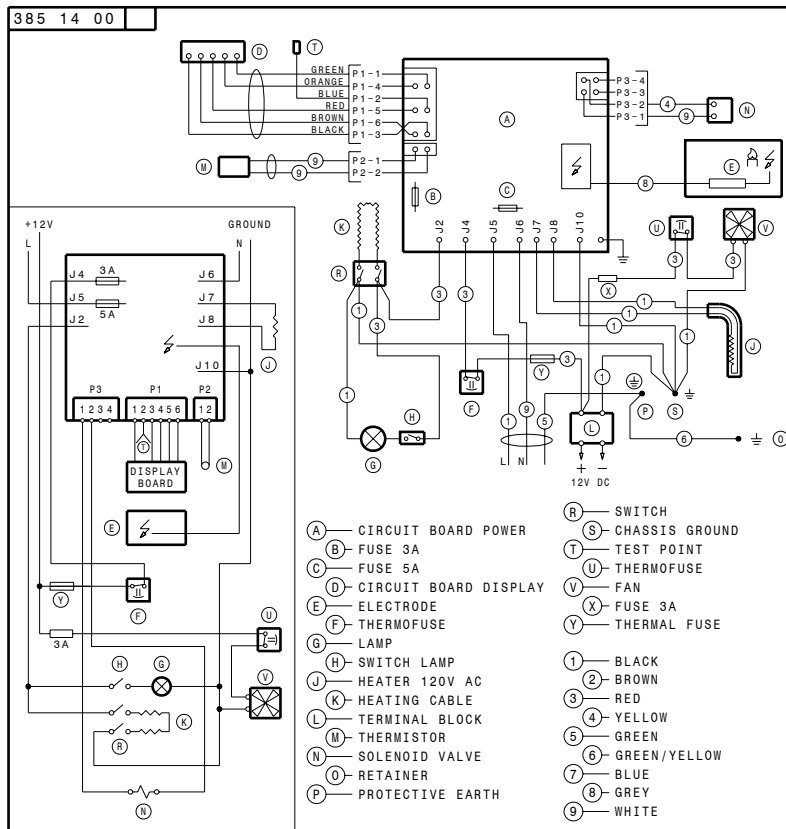 385 14 00
D
T
GREEN P1-1
ORANGE P1-4
BLUE P1-2
RED P1-5
BROWN P1-6
BLACK P1-3
M 9 P2-1
9 P2-2
A
B
C
P3-4
P3-3
P3-2 4
P3-1 9
N
8
E
J2 J4 J5 J6 J7 J8 J10
K
R
U
V
3 3
X
3 3
1 3
1
1
1
1
J
Y 3
F
1
1 9 5
L N
H
G
L
+ −
12V DC
P
S
6
O
+12V
L
GROUND
N
J4 3A J6
J5 5A J7
J2 J8
J10
J
P3 P1 P2
1 2 3 4 1 2 3 4 5 6 1 2
T
M
DISPLAY
BOARD
E
Y
F
3A
U
H G V
K
R
N
A CIRCUIT BOARD POWER
B FUSE 3A
C FUSE 5A
D CIRCUIT BOARD DISPLAY
E ELECTRODE
F THERMOFUSE
G LAMP
H SWITCH LAMP
J HEATER 120V AC
K HEATING CABLE
L TERMINAL BLOCK
M THERMISTOR
N SOLENOID VALVE
O RETAINER
P PROTECTIVE EARTH
R SWITCH
S CHASSIS GROUND
T TEST POINT
U THERMOFUSE
V FAN
X FUSE 3A
Y THERMAL FUSE
1 BLACK
2 BROWN
3 RED
4 YELLOW
5 GREEN
6 GREEN/YELLOW
7 BLUE
8 GREY
9 WHITE